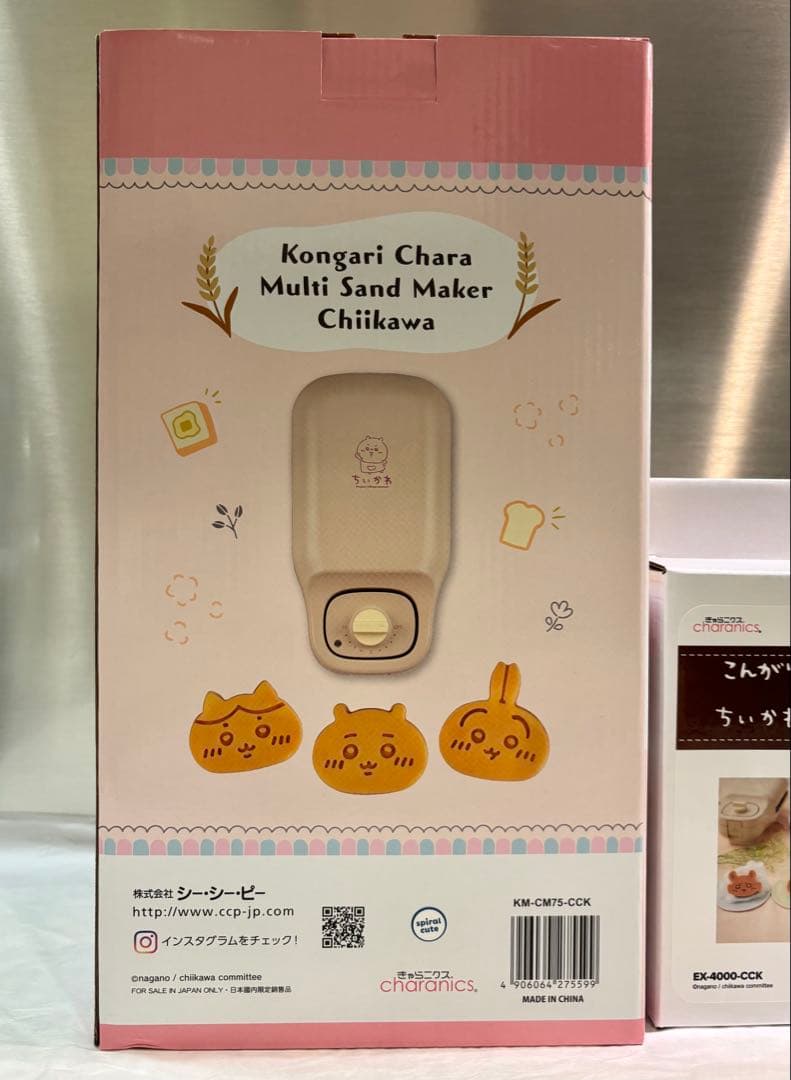 Kongari Chara
Multi Sand Maker
Chiikawa
ちいかわ
株式会社 シー・シー・ピー
http://www.ccp-jp.com
インスタグラムをチェック!
©nagano / chiikawa committee
FOR SALE IN JAPAN ONLY・日本国内限定販売品
spiral
cute
きゃらニクス
charanics®
KM-CM75-CCK
4 906064 275599
MADE IN CHINA
きゃらニクス
charanics®
こんがり
ちいか
EX-4000-CCK
©nagano / chiikawa committee